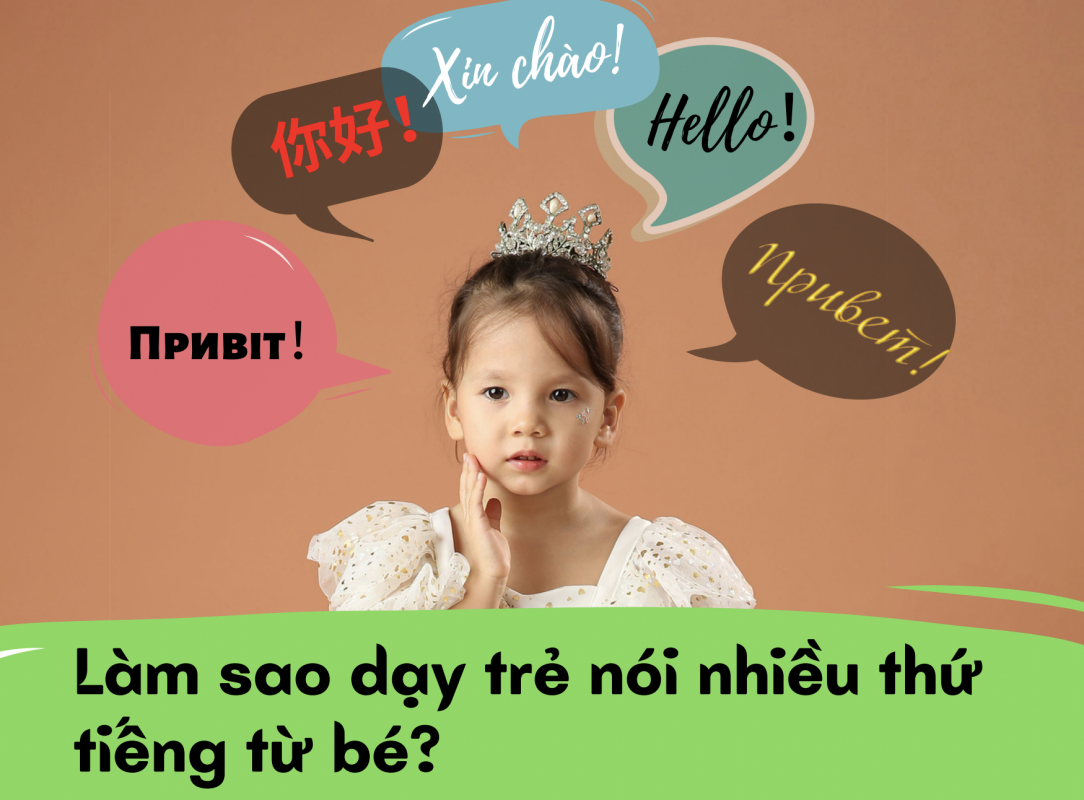 Xin chào!
你好!
Hello!
Привіт!
Привет!
Làm sao dạy trẻ nói nhiều thứ
tiếng từ bé?